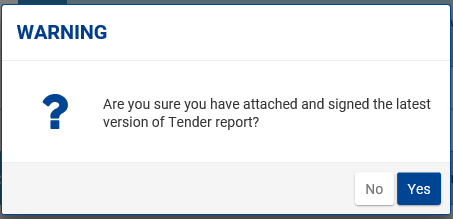 WARNING
Are you sure you have attached and signed the latest
version of Tender report?
No
Yes